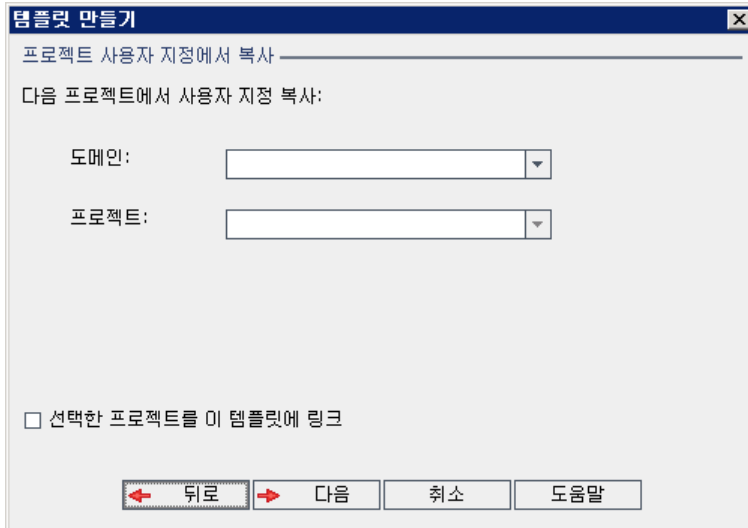 템플릿 만들기
프로젝트 사용자 지정에서 복사
다음 프로젝트에서 사용자 지정 복사:
도메인:
프로젝트:
선택한 프로젝트를 이 템플릿에 링크
뒤로 다음 취소 도움말